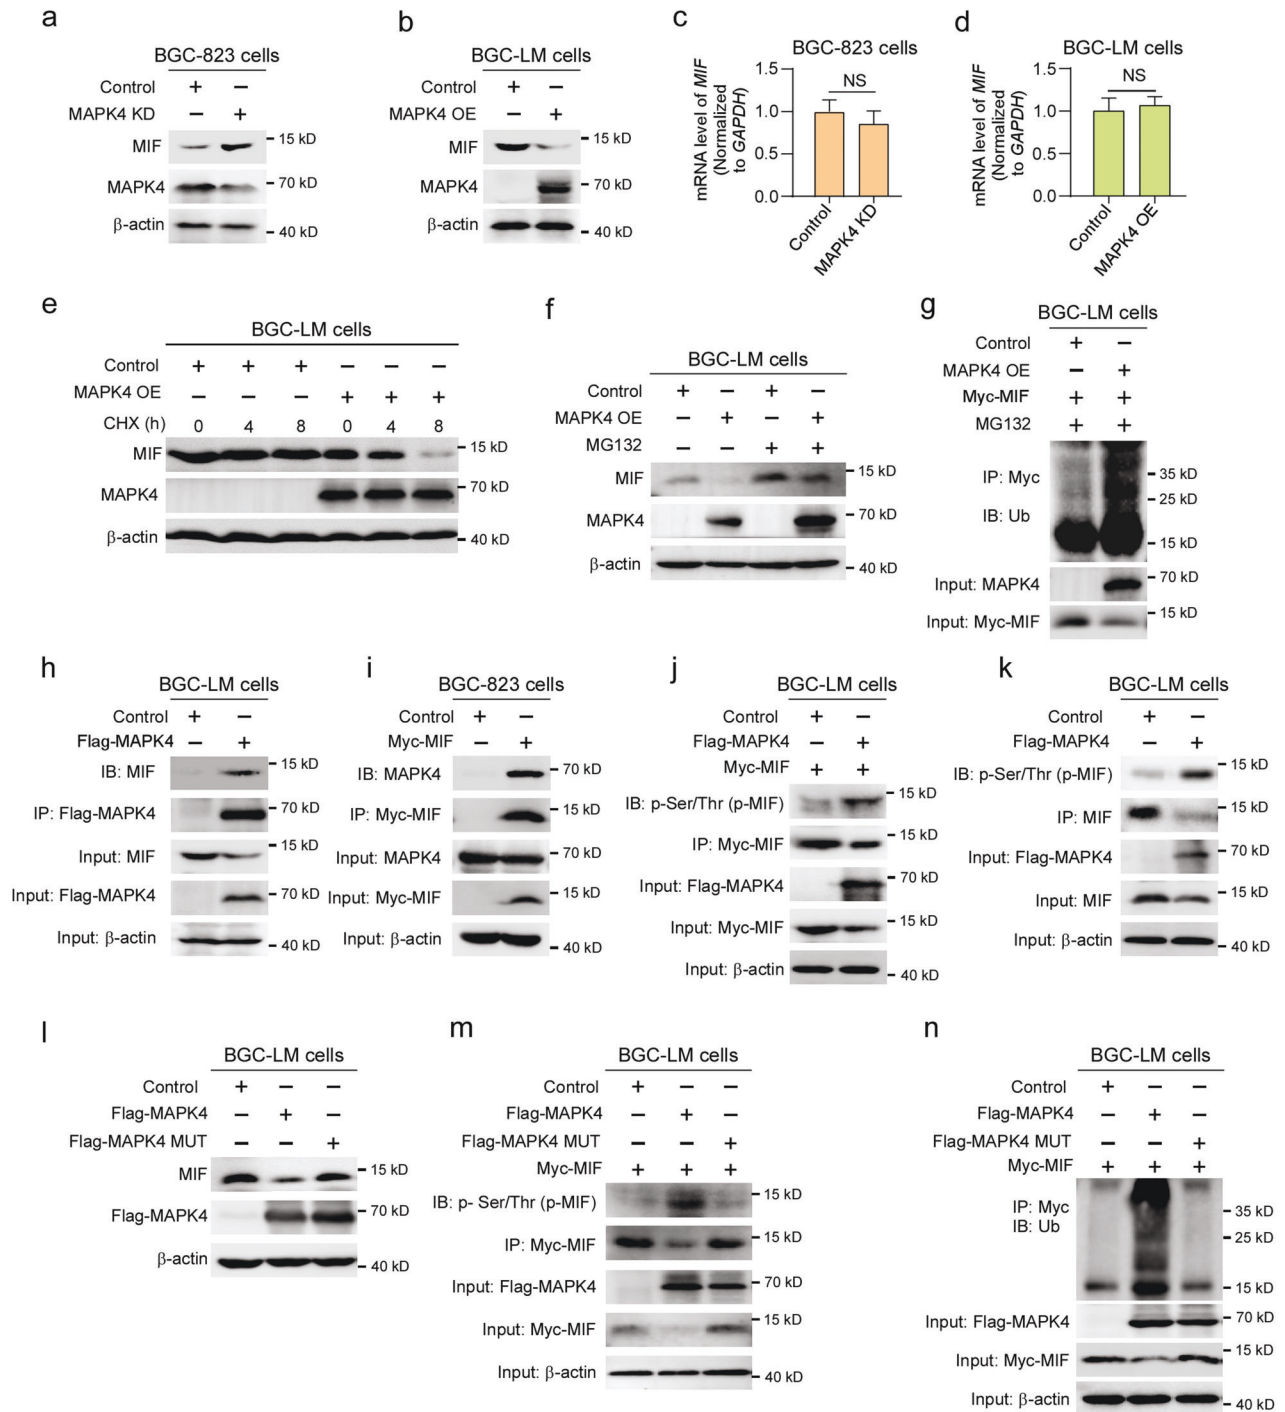 a
BGC-823 cells
Control + −
MAPK4 KD − +
MIF 15 kD
MAPK4 70 kD
β-actin 40 kD
b
BGC-LM cells
Control + −
MAPK4 OE − +
MIF 15 kD
MAPK4 70 kD
β-actin 40 kD
c
BGC-823 cells
mRNA level of MIF
(Normalized
to GAPDH)
1.5
1.0
0.5
0.0
NS
Control
MAPK4 KD
d
BGC-LM cells
mRNA level of MIF
(Normalized
to GAPDH)
1.5
1.0
0.5
0.0
NS
Control
MAPK4 OE
e
BGC-LM cells
Control + + + − − −
MAPK4 OE − − − + + +
CHX (h) 0 4 8 0 4 8
MIF 15 kD
MAPK4 70 kD
β-actin 40 kD
f
BGC-LM cells
Control + − + −
MAPK4 OE − + − +
MG132 − − + +
MIF 15 kD
MAPK4 70 kD
β-actin 40 kD
g
BGC-LM cells
Control + −
MAPK4 OE − +
Myc-MIF + +
MG132 + +
IP: Myc 35 kD
25 kD
IB: Ub
15 kD
Input: MAPK4 70 kD
Input: Myc-MIF 15 kD
h
BGC-LM cells
Control + −
Flag-MAPK4 − +
IB: MIF 15 kD
IP: Flag-MAPK4 70 kD
Input: MIF 15 kD
Input: Flag-MAPK4 70 kD
Input: β-actin 40 kD
i
BGC-823 cells
Control + −
Myc-MIF − +
IB: MAPK4 70 kD
IP: Myc-MIF 15 kD
Input: MAPK4 70 kD
Input: Myc-MIF 15 kD
Input: β-actin 40 kD
j
BGC-LM cells
Control + −
Flag-MAPK4 − +
Myc-MIF + +
IB: p-Ser/Thr (p-MIF) 15 kD
IP: Myc-MIF 15 kD
Input: Flag-MAPK4 70 kD
Input: Myc-MIF 15 kD
Input: β-actin 40 kD
k
BGC-LM cells
Control + −
Flag-MAPK4 − +
IB: p-Ser/Thr (p-MIF) 15 kD
IP: MIF 15 kD
Input: Flag-MAPK4 70 kD
Input: MIF 15 kD
Input: β-actin 40 kD
l
BGC-LM cells
Control + − −
Flag-MAPK4 − + −
Flag-MAPK4 MUT − − +
MIF 15 kD
Flag-MAPK4 70 kD
β-actin 40 kD
m
BGC-LM cells
Control + − −
Flag-MAPK4 − + −
Flag-MAPK4 MUT − − +
Myc-MIF + + +
IB: p- Ser/Thr (p-MIF) 15 kD
IP: Myc-MIF 15 kD
Input: Flag-MAPK4 70 kD
Input: Myc-MIF 15 kD
Input: β-actin 40 kD
n
BGC-LM cells
Control + − −
Flag-MAPK4 − + −
Flag-MAPK4 MUT − − +
Myc-MIF + + +
IP: Myc 35 kD
IB: Ub 25 kD
15 kD
Input: Flag-MAPK4 70 kD
Input: Myc-MIF 15 kD
Input: β-actin 40 kD